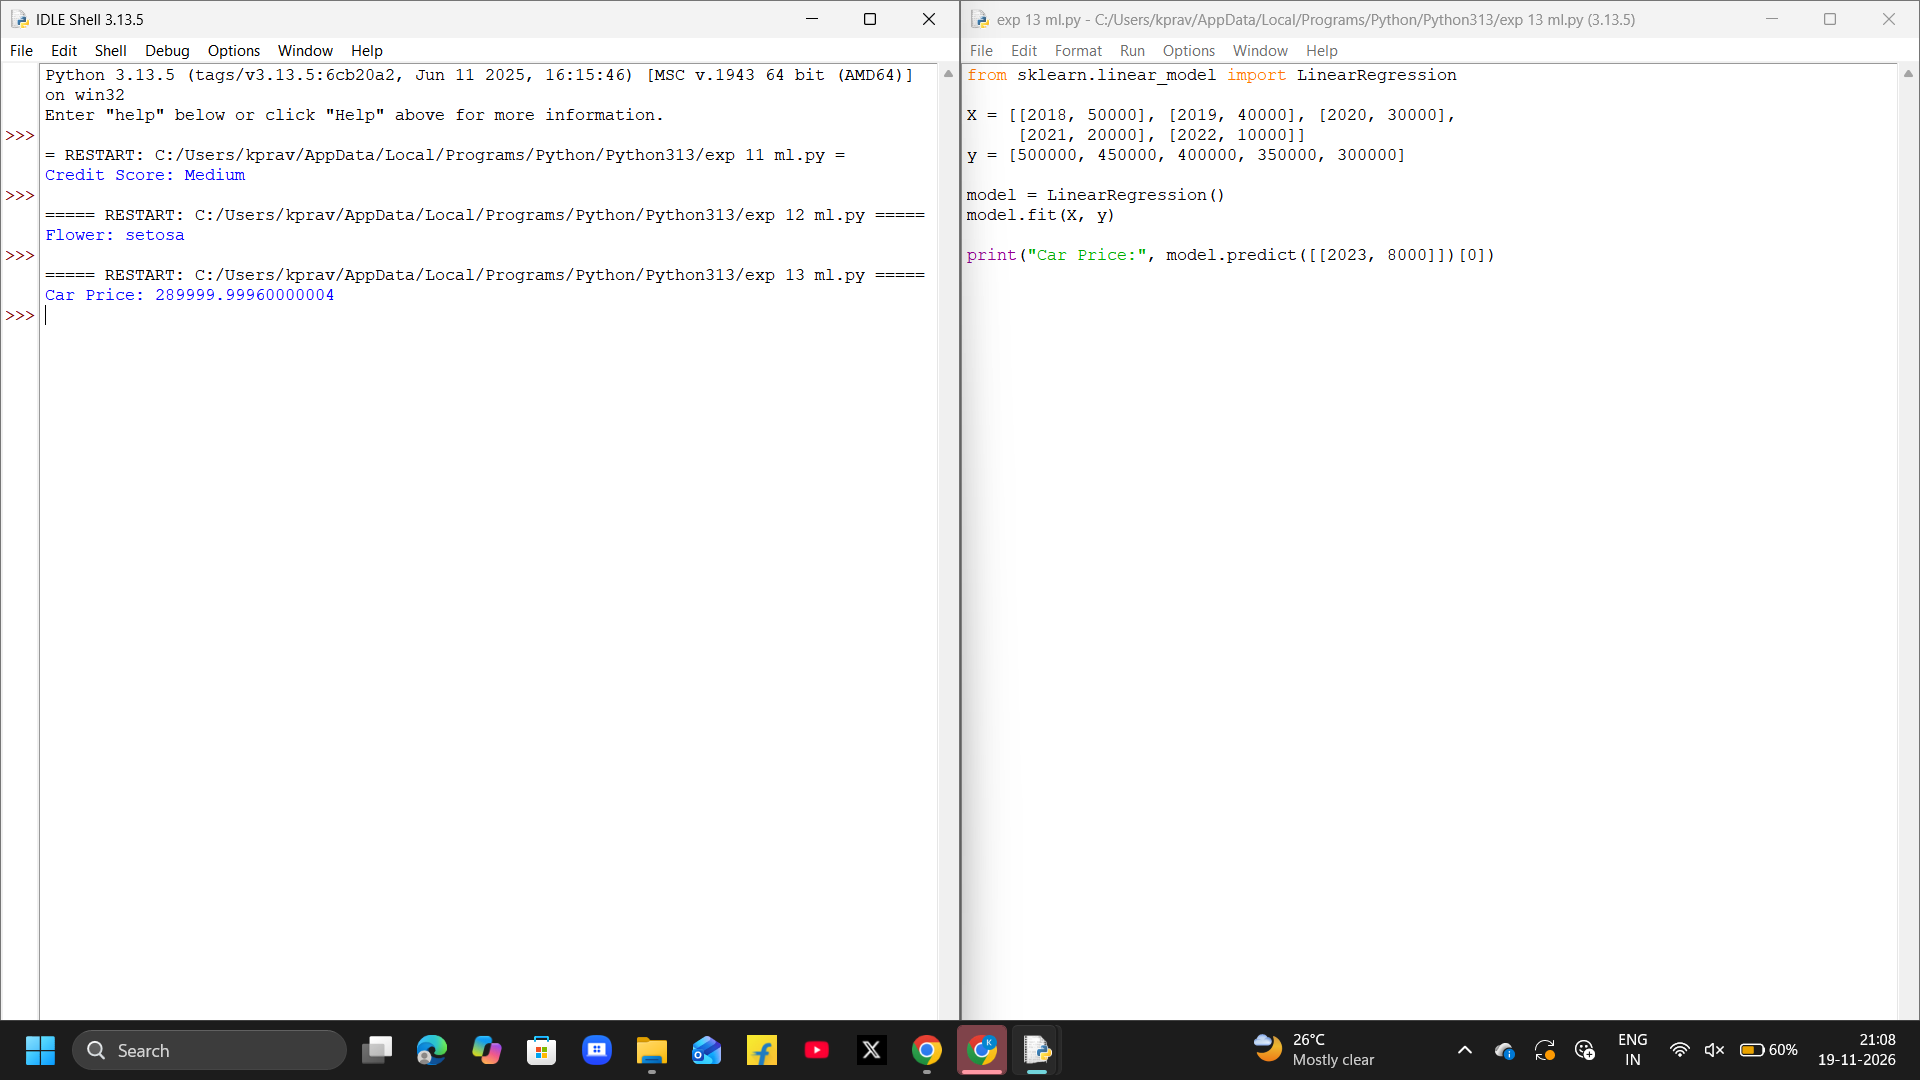 IDLE Shell 3.13.5
File Edit Shell Debug Options Window Help
Python 3.13.5 (tags/v3.13.5:6cb20a2, Jun 11 2025, 16:15:46) [MSC v.1943 64 bit (AMD64)]
on win32
Enter "help" below or click "Help" above for more information.
>>>
= RESTART: C:/Users/kprav/AppData/Local/Programs/Python/Python313/exp 11 ml.py =
Credit Score: Medium
>>>
===== RESTART: C:/Users/kprav/AppData/Local/Programs/Python/Python313/exp 12 ml.py =====
Flower: setosa
>>>
===== RESTART: C:/Users/kprav/AppData/Local/Programs/Python/Python313/exp 13 ml.py =====
Car Price: 289999.99960000004
>>>
exp 13 ml.py - C:/Users/kprav/AppData/Local/Programs/Python/Python313/exp 13 ml.py (3.13.5)
File Edit Format Run Options Window Help
from sklearn.linear_model import LinearRegression
X = [[2018, 50000], [2019, 40000], [2020, 30000],
     [2021, 20000], [2022, 10000]]
y = [500000, 450000, 400000, 350000, 300000]
model = LinearRegression()
model.fit(X, y)
print("Car Price:", model.predict([[2023, 8000]])[0])
Search
26°C
Mostly clear
ENG
IN
60%
21:08
19-11-2026